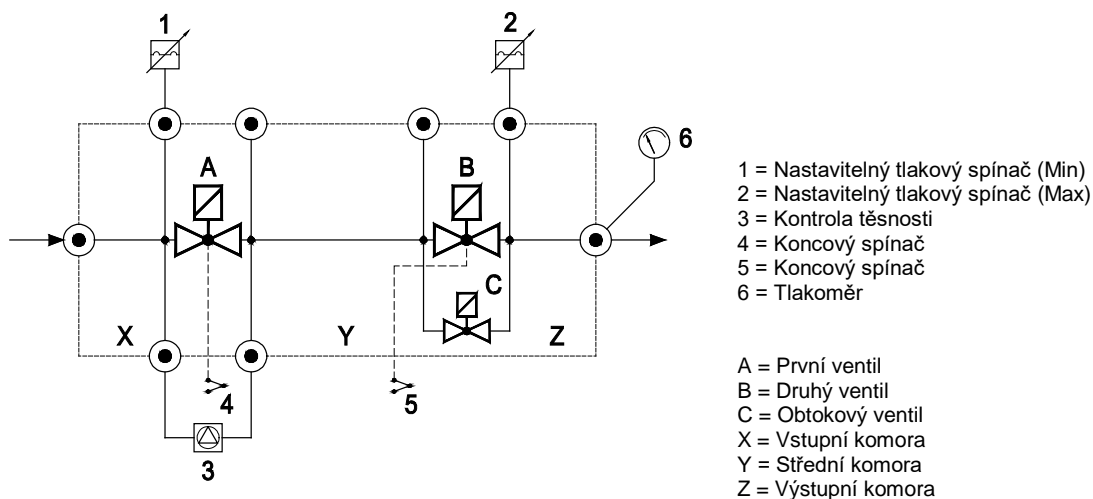 1
2
A
B
6
C
X
Y
Z
4
5
3
1 = Nastavitelný tlakový spínač (Min)
2 = Nastavitelný tlakový spínač (Max)
3 = Kontrola těsnosti
4 = Koncový spínač
5 = Koncový spínač
6 = Tlakoměr
A = První ventil
B = Druhý ventil
C = Obtokový ventil
X = Vstupní komora
Y = Střední komora
Z = Výstupní komora